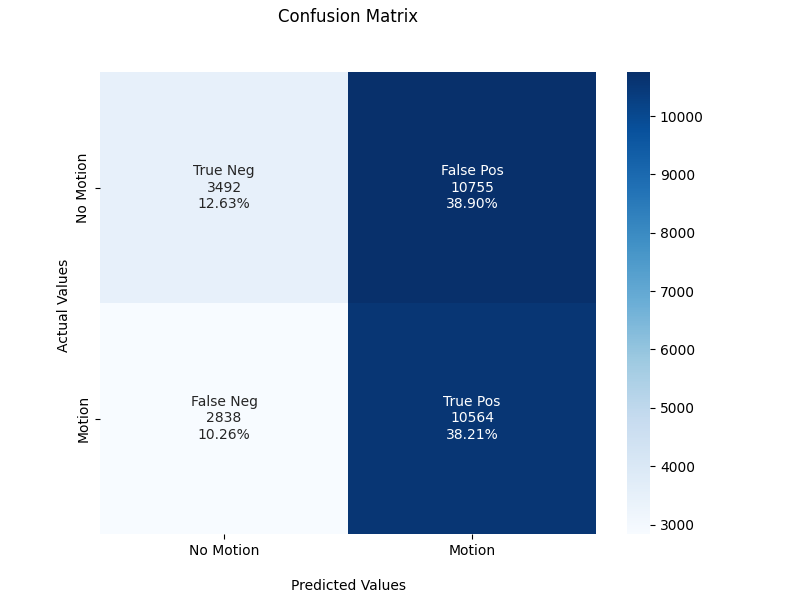 Confusion Matrix
No Motion
True Neg
3492
12.63%
False Pos
10755
38.90%
Actual Values
Motion
False Neg
2838
10.26%
True Pos
10564
38.21%
No Motion
Motion
Predicted Values
10000
9000
8000
7000
6000
5000
4000
3000